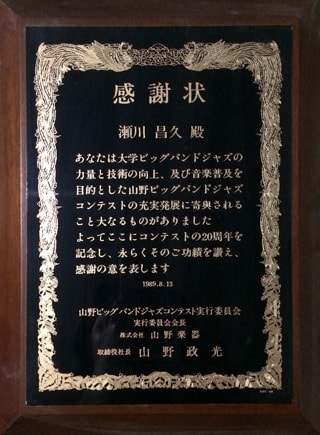 感謝状
瀬川 昌久 殿
あなたは大学ビッグバンドジャズの
力量と技術の向上、及び音楽普及を
目的とした山野ビッグバンドジャズ
コンテストの充実発展に寄与される
こと大なるものがありました
よってここにコンテストの20周年を
記念し、永らくそのご功績を讃え、
感謝の意を表します
1989.8.13
山野ビッグバンドジャズコンテスト実行委員会
実行委員会会長
株式会社 山野楽器
取締役社長 山野政光